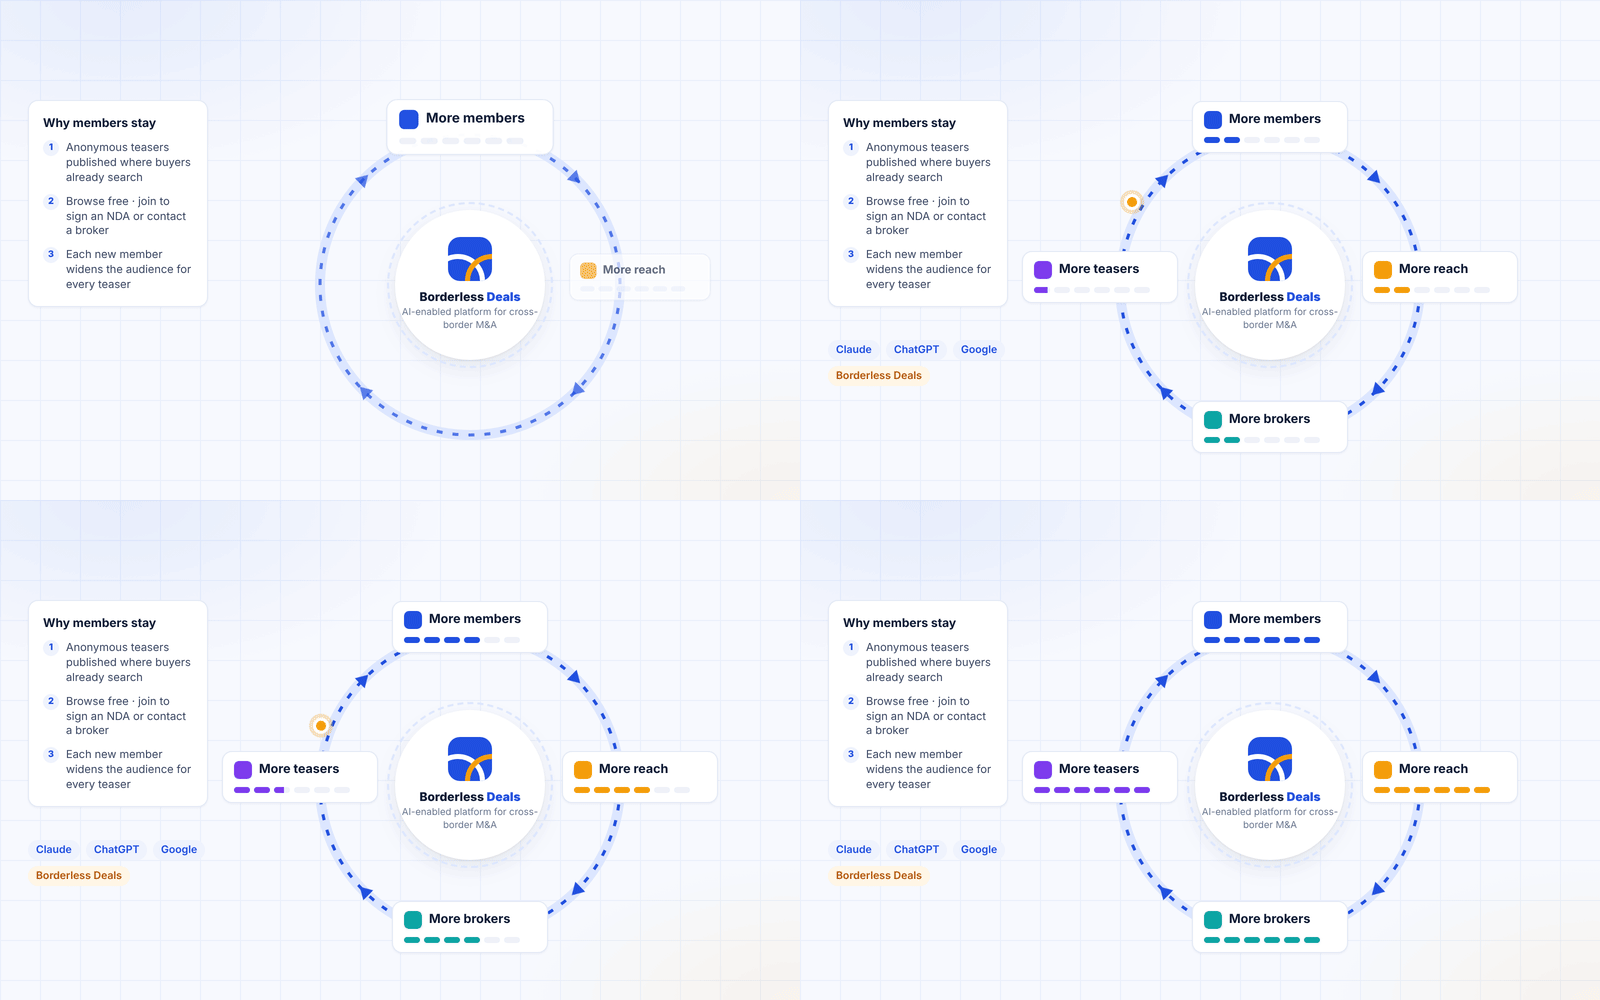 Why members stay
1 Anonymous teasers
published where buyers
already search
2 Browse free · join to
sign an NDA or contact
a broker
3 Each new member
widens the audience for
every teaser
More members
More reach
Borderless Deals
AI-enabled platform for cross-
border M&A
Why members stay
1 Anonymous teasers
published where buyers
already search
2 Browse free · join to
sign an NDA or contact
a broker
3 Each new member
widens the audience for
every teaser
Claude ChatGPT Google
Borderless Deals
More members
More teasers
More reach
Borderless Deals
AI-enabled platform for cross-
border M&A
More brokers
Why members stay
1 Anonymous teasers
published where buyers
already search
2 Browse free · join to
sign an NDA or contact
a broker
3 Each new member
widens the audience for
every teaser
Claude ChatGPT Google
Borderless Deals
More members
More teasers
More reach
Borderless Deals
AI-enabled platform for cross-
border M&A
More brokers
Why members stay
1 Anonymous teasers
published where buyers
already search
2 Browse free · join to
sign an NDA or contact
a broker
3 Each new member
widens the audience for
every teaser
Claude ChatGPT Google
Borderless Deals
More members
More teasers
More reach
Borderless Deals
AI-enabled platform for cross-
border M&A
More brokers